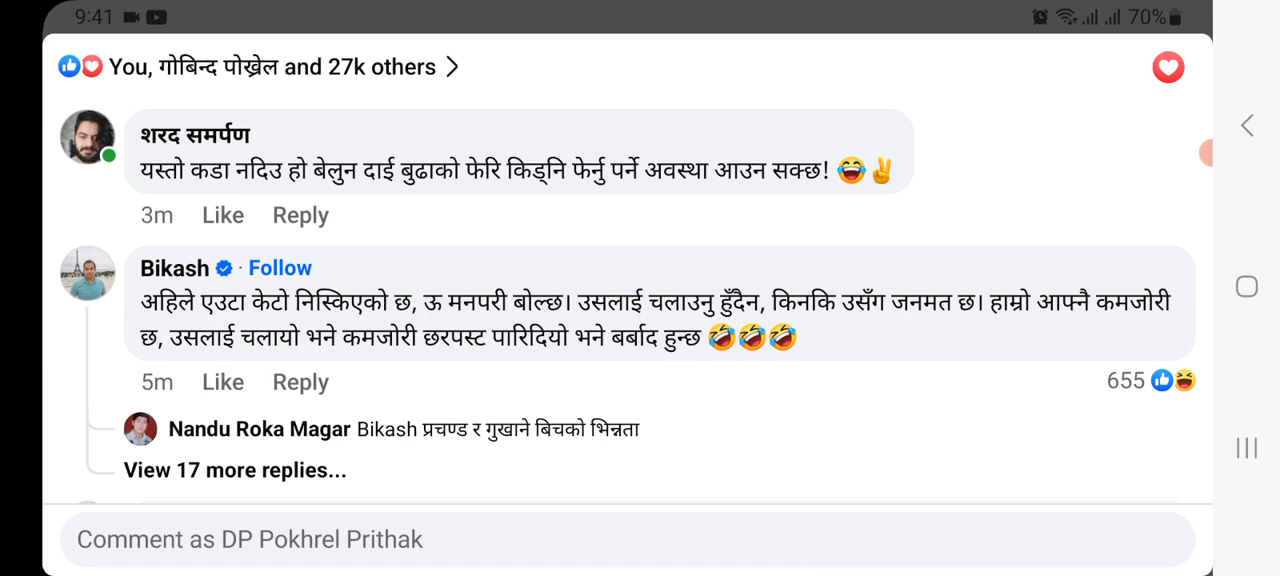 9:41 70%
You, गोबिन्द पोख्रेल and 27k others
शरद समर्पण
यस्तो कडा नदिउ हो बेलुन दाई बुढाको फेरि किड्नि फेर्नु पर्ने अवस्था आउन सक्छ! 😂✌
3m Like Reply
Bikash · Follow
अहिले एउटा केटो निस्किएको छ, ऊ मनपरी बोल्छ। उसलाई चलाउनु हुँदैन, किनकि उसँग जनमत छ। हाम्रो आफ्नै कमजोरी
छ, उसलाई चलायो भने कमजोरी छरपस्ट पारिदियो भने बर्बाद हुन्छ 🤣🤣🤣
5m Like Reply 655
Nandu Roka Magar Bikash प्रचण्ड र गुखाने बिचको भिन्नता
View 17 more replies...
Comment as DP Pokhrel Prithak